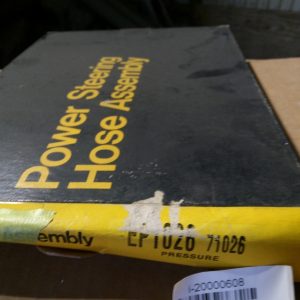 Power Steering
Hose Assembly
embly
EP1026 71026
PRESSURE
I-20000608